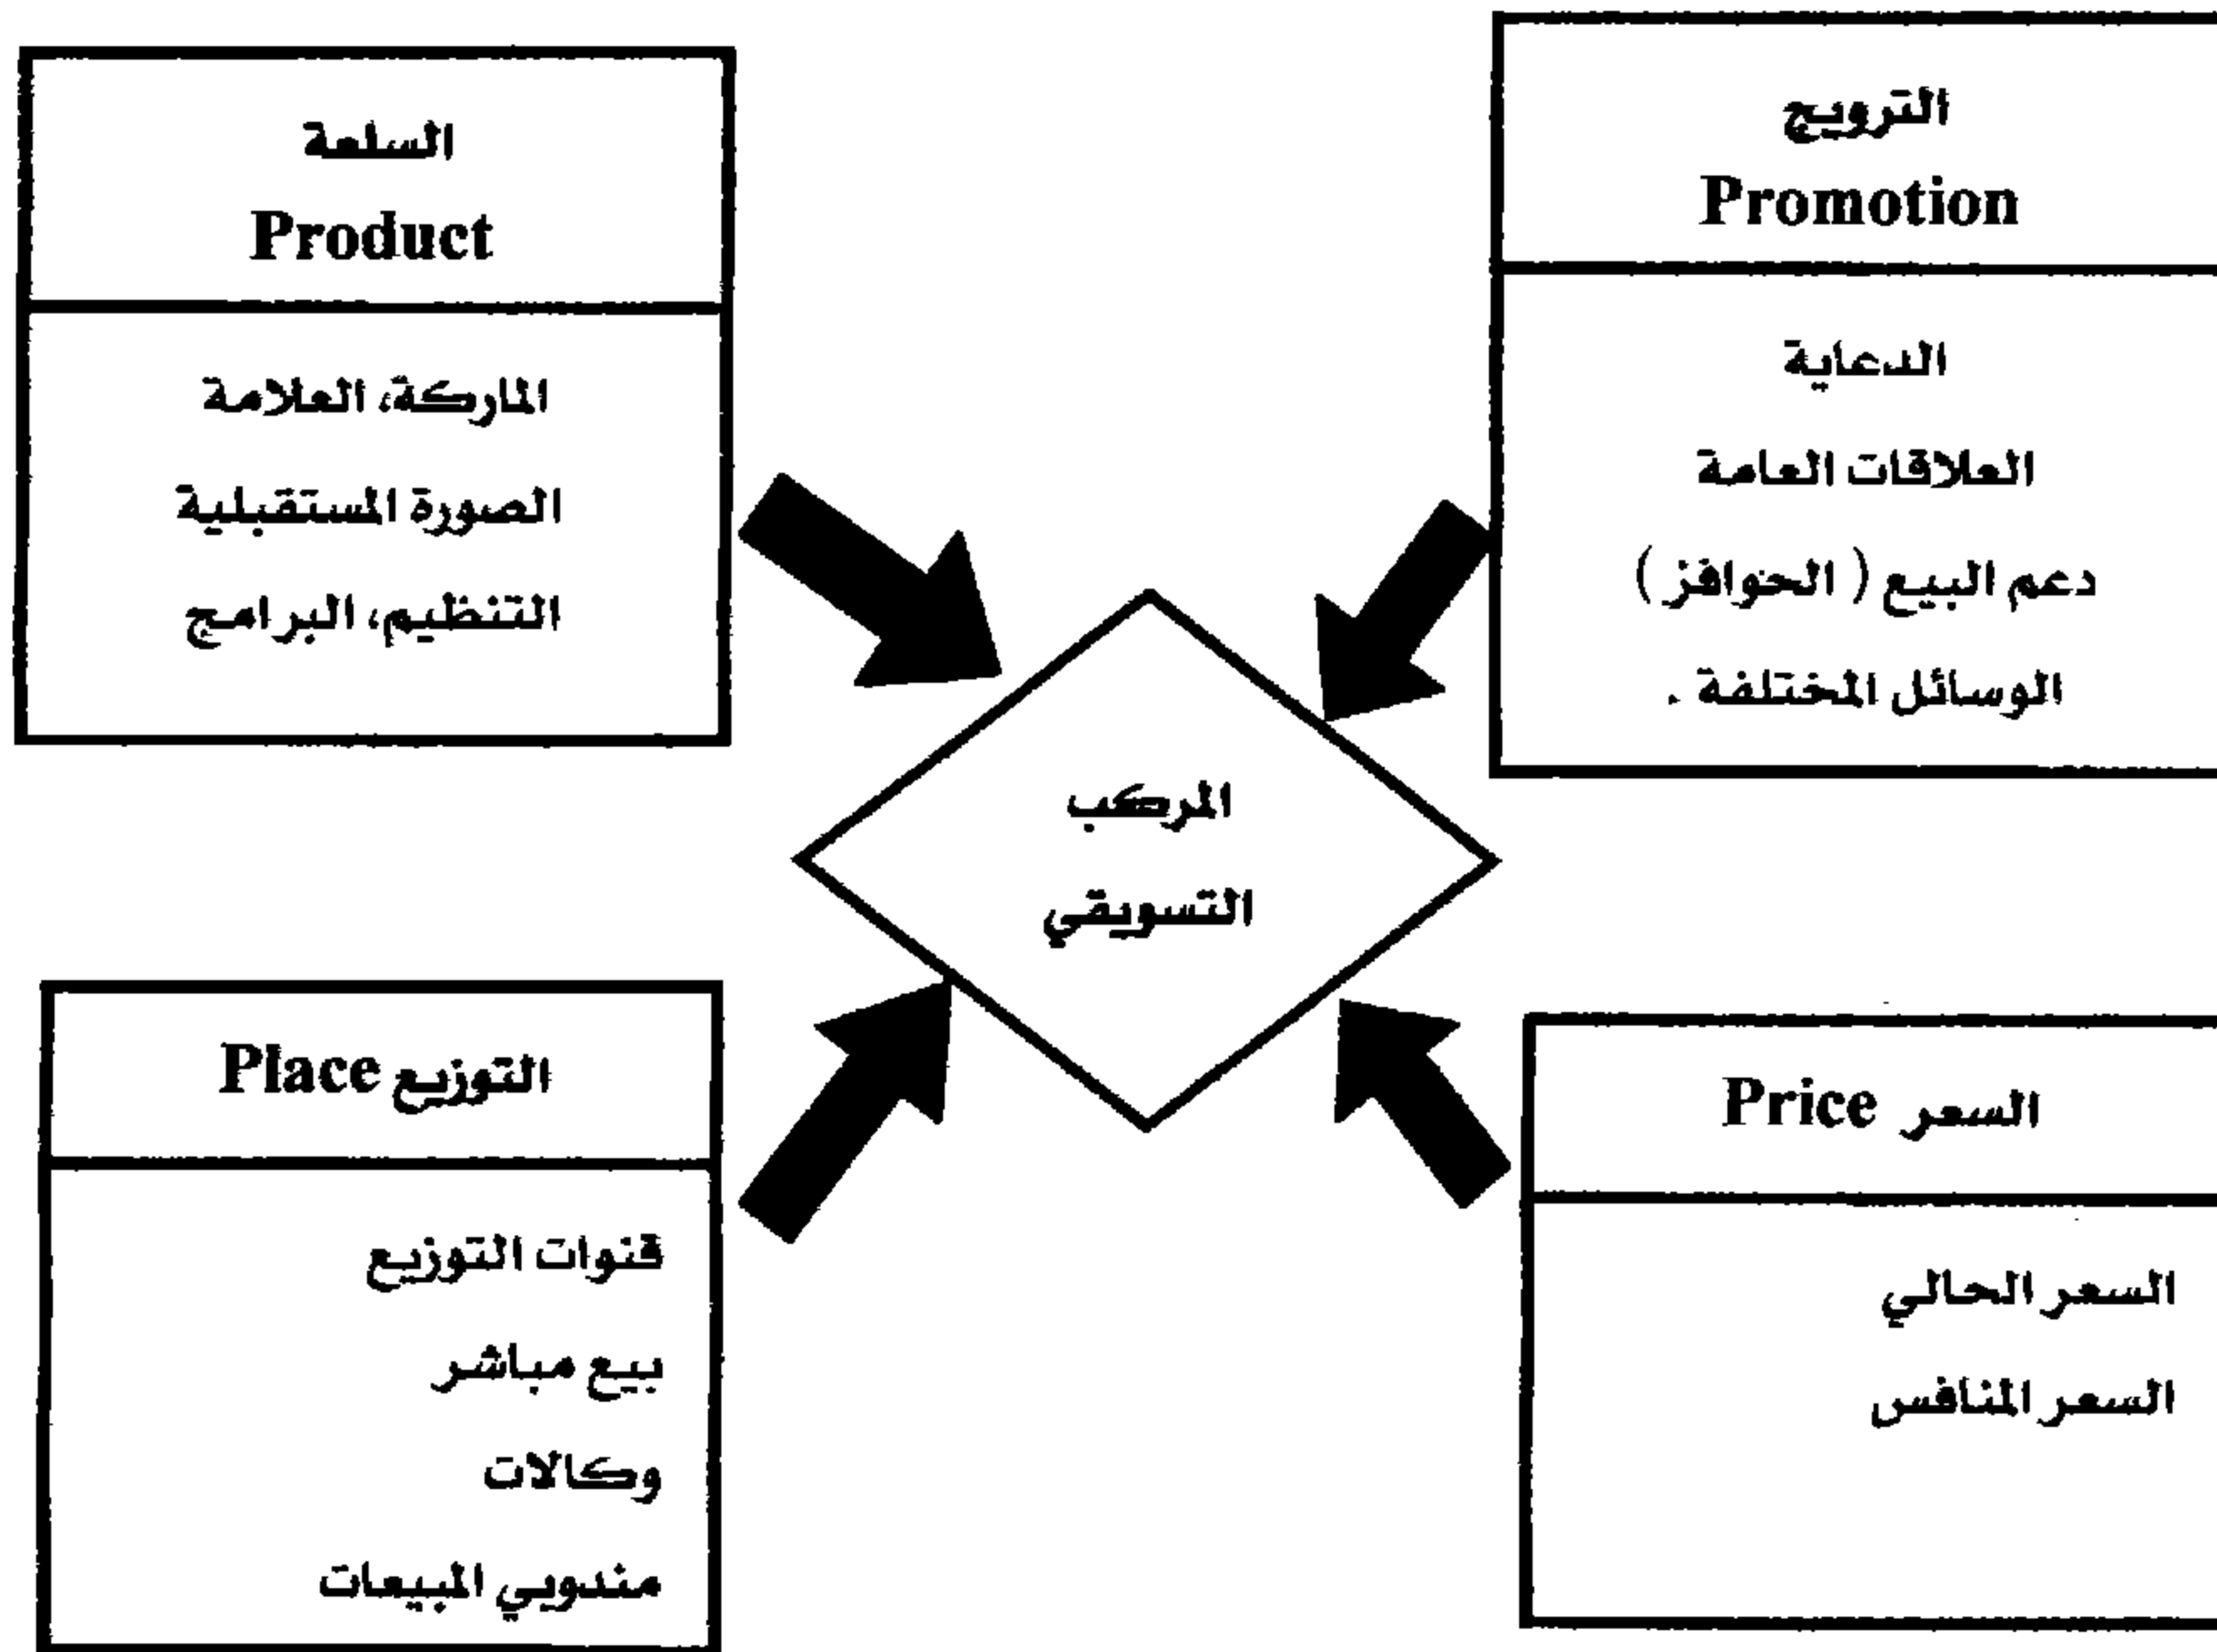 السلعة
Product
الماركة، العلامة
الصورة المستقبلية
التنظيم، البرامج
الترويج
Promotion
الدعاية
العلاقات العامة
دعم البيع ( الحوافز )
الوسائل المختلفة .
المركب
التسويقي
التوزيع Place
قنوات التوزيع
بيع مباشر
وكالات
مندوبي المبيعات
السعر Price
السعر الحالي
السعر المنافس